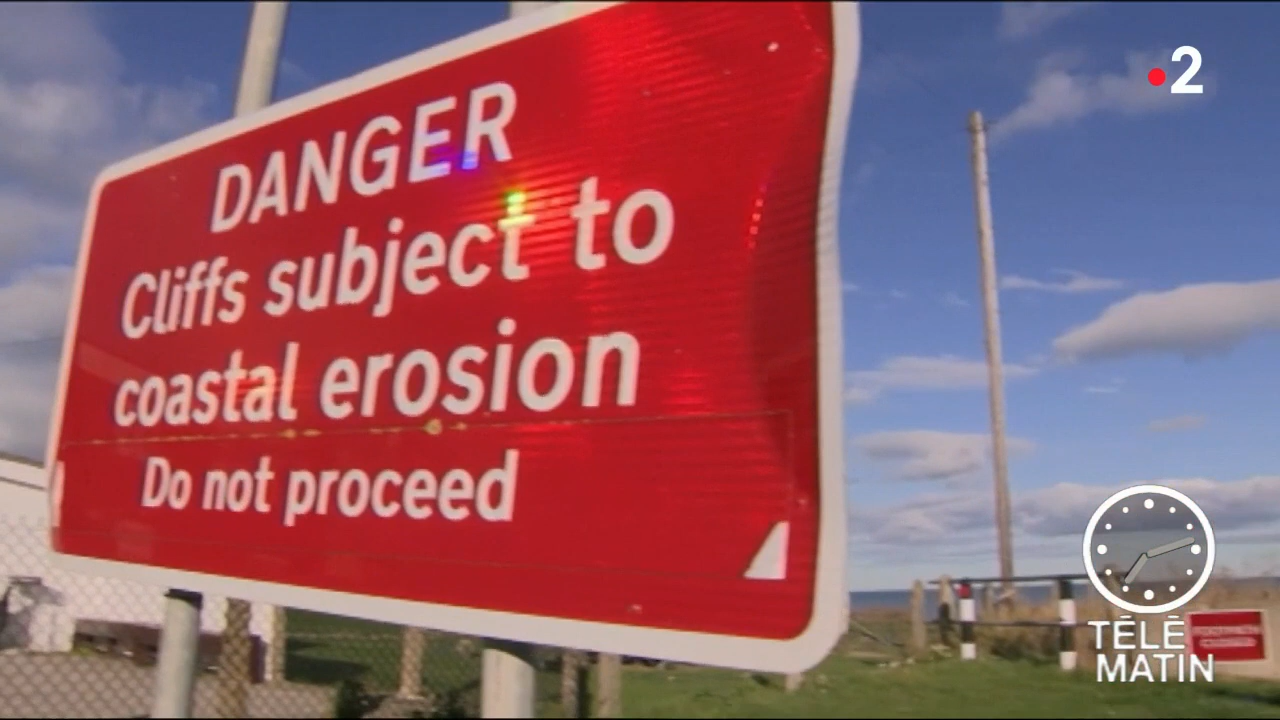 DANGER
Cliffs subject to
coastal erosion
Do not proceed
2
TÉLÉ
MATIN